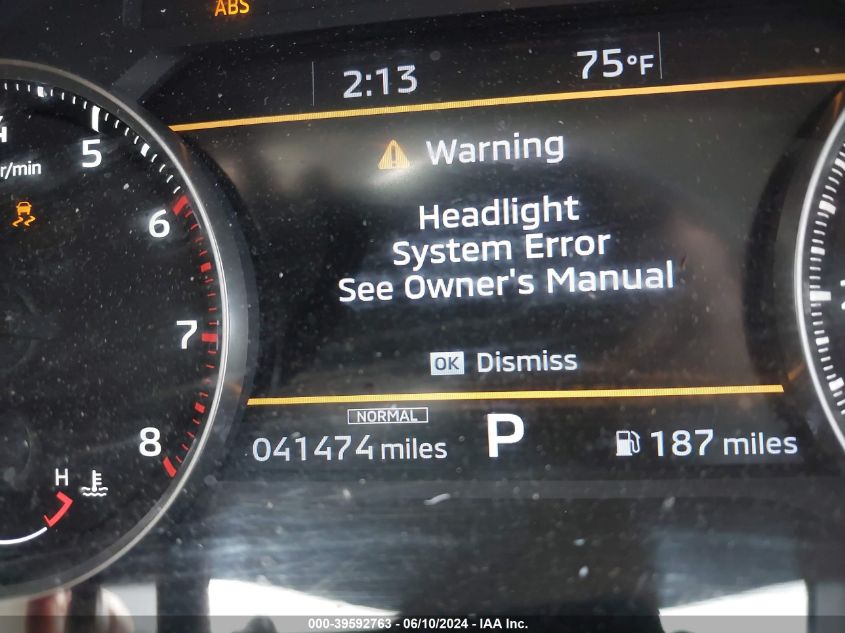 ABS
2:13 75°F
5
r/min
6
7
8
H
Warning
Headlight
System Error
See Owner's Manual
OK Dismiss
NORMAL
041474 miles P 187 miles
000-39592763 - 06/10/2024 - IAA Inc.